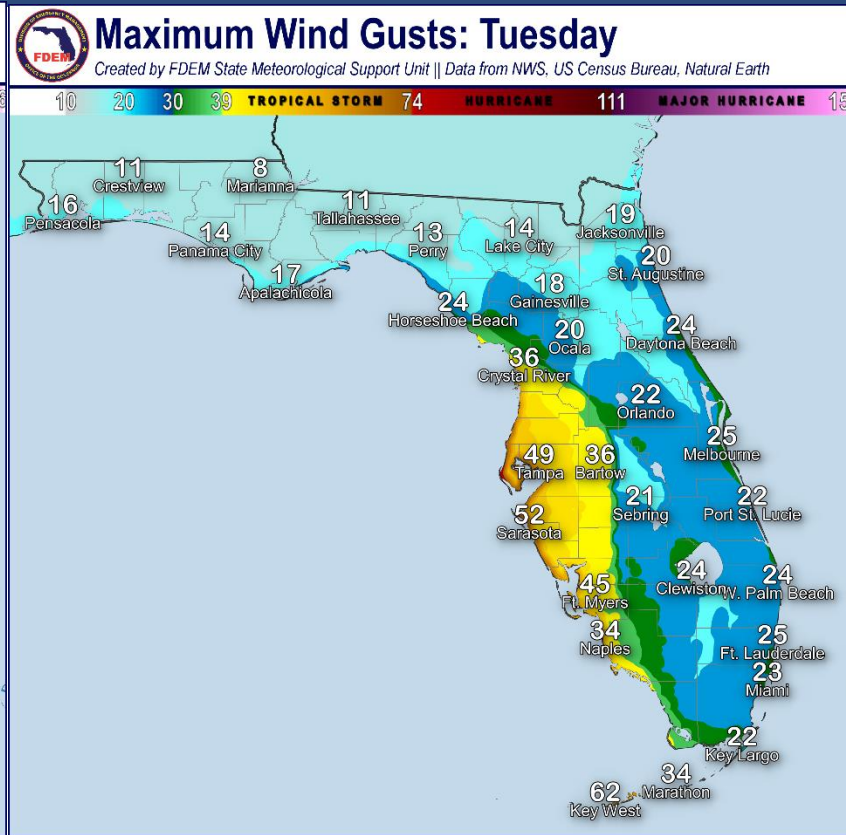 FDEM
Maximum Wind Gusts: Tuesday
Created by FDEM State Meteorological Support Unit || Data from NWS, US Census Bureau, Natural Earth
10 20 30 39 TROPICAL STORM 74 HURRICANE 111 MAJOR HURRICANE 15
11
Crestview
8
Marianna
16
Pensacola
14
Panama City
17
Apalachicola
11
Tallahassee
13
Perry
14
Lake City
19
Jacksonville
20
St. Augustine
18
Gainesville
24
Horseshoe Beach
20
Ocala
24
Daytona Beach
36
Crystal River
22
Orlando
25
Melbourne
49
Tampa
36
Bartow
21
Sebring
22
Port St. Lucie
52
Sarasota
24
Clewiston
24
W. Palm Beach
45
Ft. Myers
34
Naples
25
Ft. Lauderdale
23
Miami
22
Key Largo
34
Marathon
62
Key West